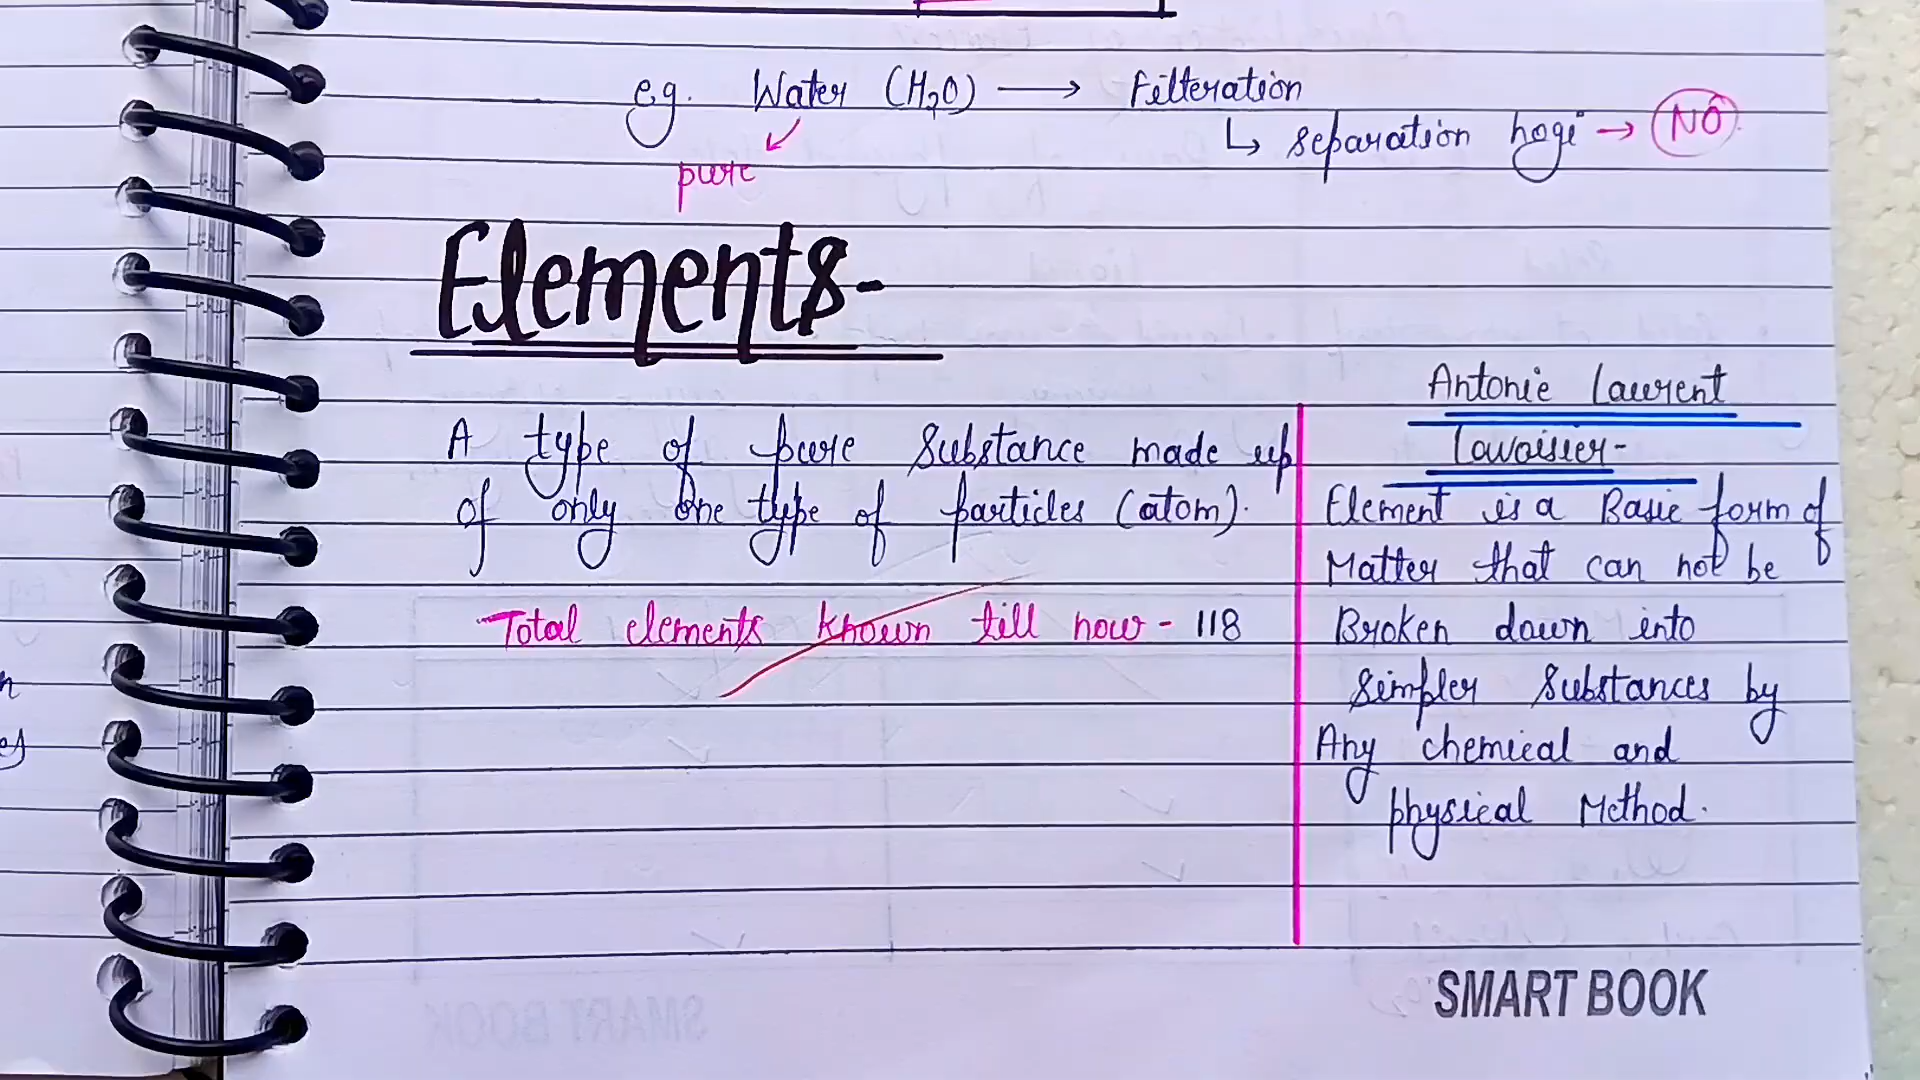 e.g. Water (H2O) → Filteration
↳ separation hogi → NO
pure
Elements-
A type of pure Substance made up
of only One type of particles (atom).
Total elements known till now - 118
Antonie Laurent
Lavoisier-
Element is a Basic form of
Matter that can not be
Broken down into
Simpler Substances by
Any chemical and
physical Method.
SMART BOOK